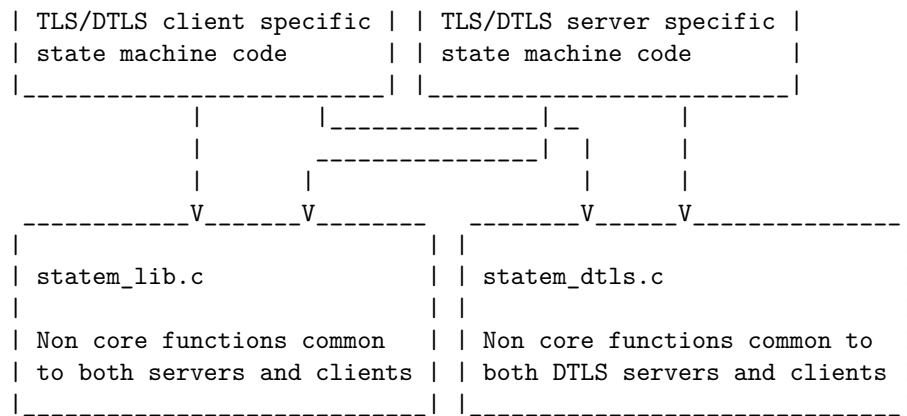 TLS/DTLS client specific | | TLS/DTLS server specific
state machine code | | state machine code
V V V V
statem_lib.c | | statem_dtls.c
Non core functions common | | Non core functions common to
to both servers and clients | | both DTLS servers and clients